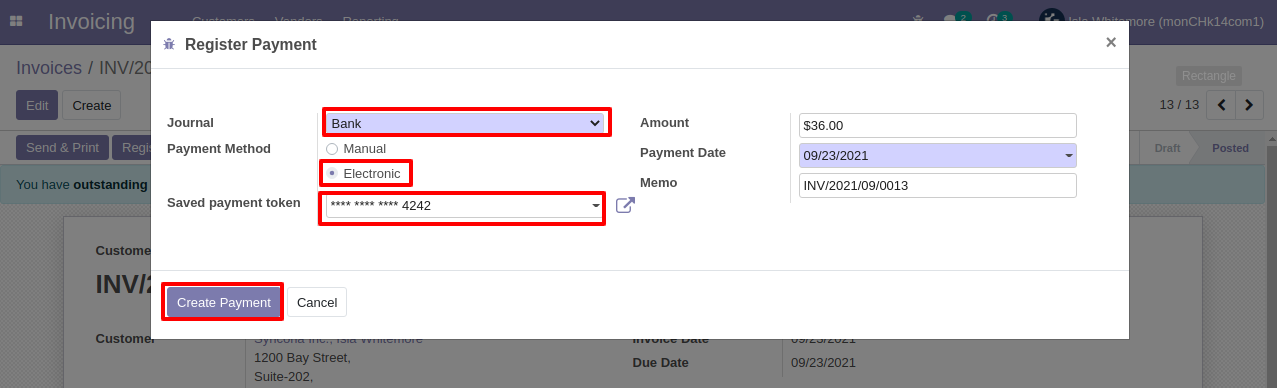 Invoicing
Customers Vendors Reporting
2 3 Isla Whitemore (monCHk14com1)
Register Payment ×
Invoices / INV/20
Rectangle
Edit Create
13 / 13
Send & Print Regis
Draft Posted
You have outstanding
Journal Bank
Payment Method Manual
Electronic
Saved payment token **** **** **** 4242
Amount $36.00
Payment Date 09/23/2021
Memo INV/2021/09/0013
Create Payment Cancel
Custome
INV/2
Customer Syncoria Inc., Isla Whitemore
1200 Bay Street,
Suite-202,
Invoice Date 09/23/2021
Due Date 09/23/2021